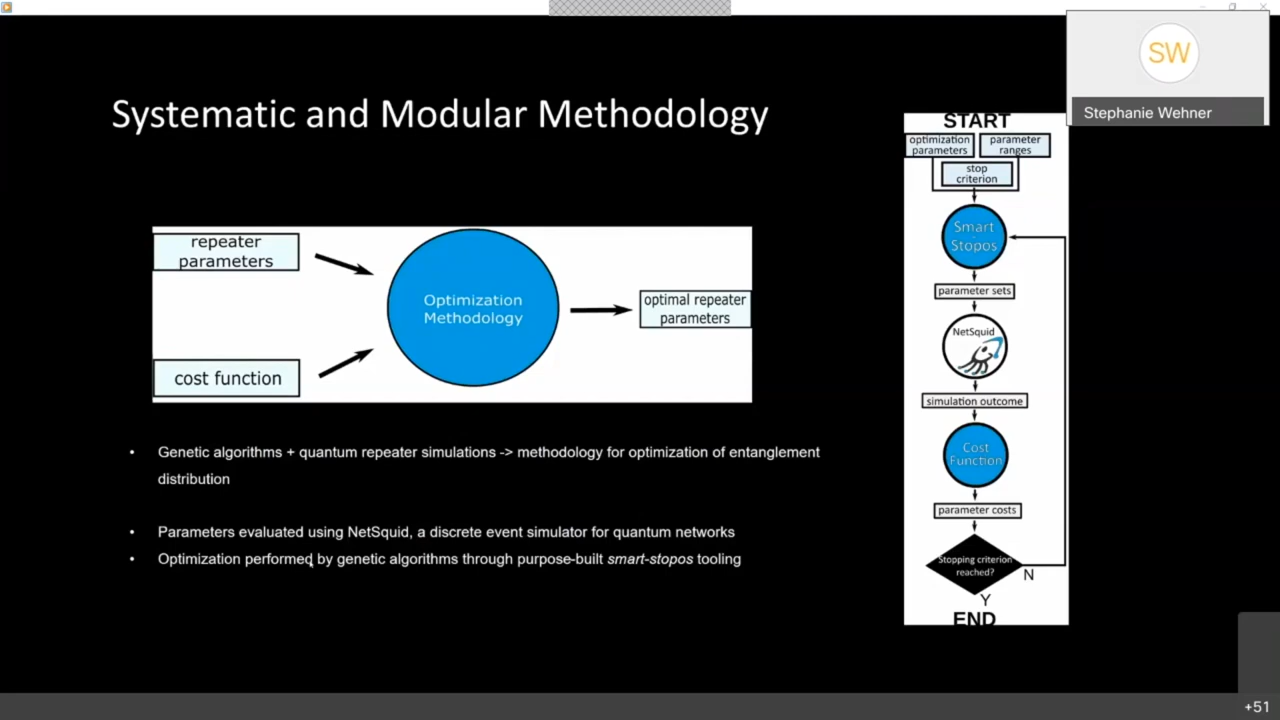 SW
Stephanie Wehner
Systematic and Modular Methodology
repeater
parameters
cost function
Optimization
Methodology
optimal repeater
parameters
Genetic algorithms + quantum repeater simulations -> methodology for optimization of entanglement
distribution
Parameters evaluated using NetSquid, a discrete event simulator for quantum networks
Optimization performed by genetic algorithms through purpose-built smart-stopos tooling
START
optimization
parameters
parameter
ranges
stop
criterion
Smart
Stopos
parameter sets
NetSquid
simulation outcome
Cost
Function
parameter costs
Stopping criterion
reached?
N
Y
END
+51